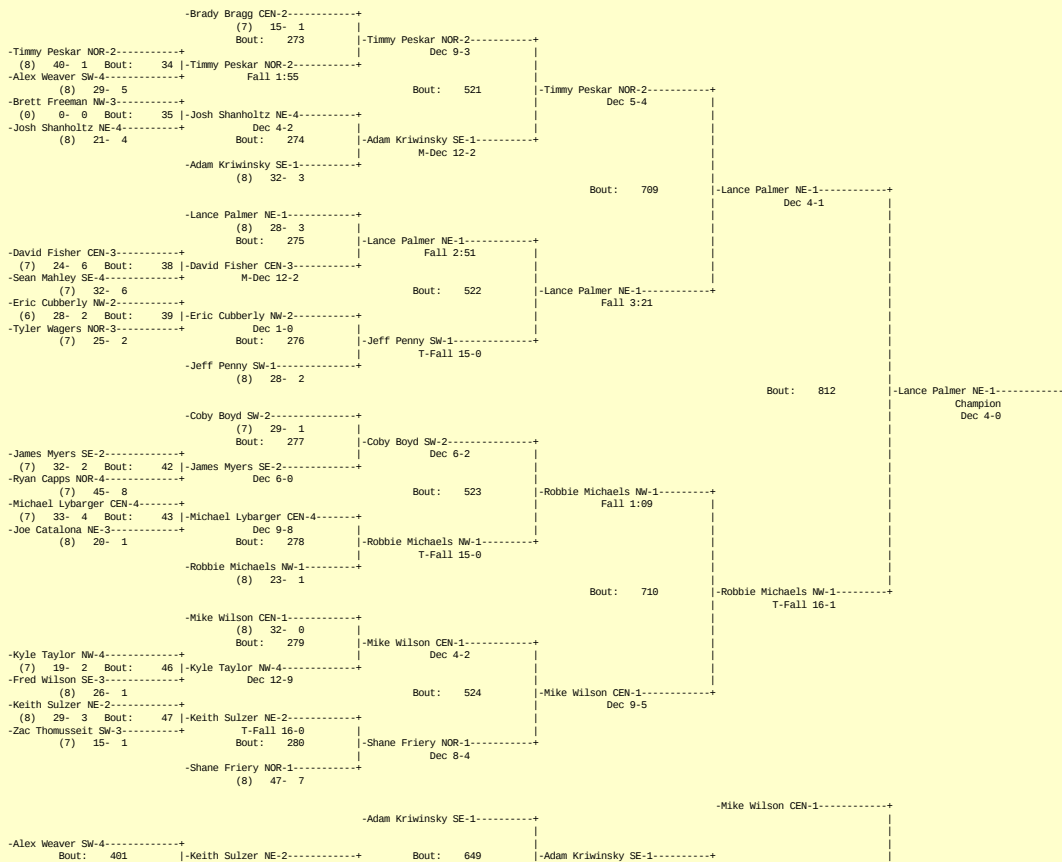 -Brady Bragg CEN-2------------+
(7)   15-  1                  |
Bout:    273         |-Timmy Peskar NOR-2----------+
-Timmy Peskar NOR-2-----------+                             |          Dec 9-3            |
(8)   40-  1   Bout:     34 |-Timmy Peskar NOR-2-----------+                             |
-Alex Weaver SW-4------------+          Fall 1:55                                          |
(8)   29-  5                                               Bout:    521         |-Timmy Peskar NOR-2----------+
-Brett Freeman NW-3----------+                                                             |          Dec 5-4            |
(0)    0-  0   Bout:     35 |-Josh Shanholtz NE-4----------+                             |                             |
-Josh Shanholtz NE-4---------+           Dec 4-2            |                             |                             |
(8)   21-  4                        Bout:    274         |-Adam Kriwinsky SE-1---------+                             |
|         M-Dec 12-2                                        |
-Adam Kriwinsky SE-1----------+                                                           |
(8)   32-  3                                                                          |
Bout:    709         |-Lance Palmer NE-1-----------+
|          Dec 4-1            |
-Lance Palmer NE-1------------+                                                           |                             |
(8)   28-  3                  |                                                           |                             |
Bout:    275         |-Lance Palmer NE-1-----------+                             |                             |
-David Fisher CEN-3-----------+                             |          Fall 2:51          |                             |                             |
(7)   24-  6   Bout:     38 |-David Fisher CEN-3-----------+                             |                             |                             |
-Sean Mahley SE-4------------+         M-Dec 12-2                                         |                             |                             |
(7)   32-  6                                               Bout:    522         |-Lance Palmer NE-1-----------+                             |
-Eric Cubberly NW-2----------+                                                            |          Fall 3:21                                        |
(6)   28-  2   Bout:     39 |-Eric Cubberly NW-2-----------+                             |                                                           |
-Tyler Wagers NOR-3----------+           Dec 1-0            |                             |                                                           |
(7)   25-  2                        Bout:    276         |-Jeff Penny SW-1-------------+                                                           |
|         T-Fall 15-0                                                                     |
-Jeff Penny SW-1--------------+                                                                                         |
(8)   28-  2                                                                                                        |
Bout:    812         |-Lance Palmer NE-1-----------
|          Champion
-Coby Boyd SW-2---------------+                                                                                         |           Dec 4-0
(7)   29-  1                  |                                                                                         |
Bout:    277         |-Coby Boyd SW-2--------------+                                                           |
-James Myers SE-2------------+                              |          Dec 6-2            |                                                           |
(7)   32-  2   Bout:     42 |-James Myers SE-2-------------+                             |                                                           |
-Ryan Capps NOR-4------------+           Dec 6-0                                          |                                                           |
(7)   45-  8                                               Bout:    523         |-Robbie Michaels NW-1--------+                             |
-Michael Lybarger CEN-4------+                                                            |          Fall 1:09          |                             |
(7)   33-  4   Bout:     43 |-Michael Lybarger CEN-4-------+                             |                             |                             |
-Joe Catalona NE-3-----------+           Dec 9-8            |                             |                             |                             |
(8)   20-  1                        Bout:    278         |-Robbie Michaels NW-1--------+                             |                             |
|         T-Fall 15-0                                       |                             |
-Robbie Michaels NW-1---------+                                                           |                             |
(8)   23-  1                                                                          |                             |
Bout:    710         |-Robbie Michaels NW-1---------+
|         T-Fall 16-1
-Mike Wilson CEN-1------------+                                                           |
(8)   32-  0                  |                                                           |
Bout:    279         |-Mike Wilson CEN-1-----------+                             |
-Kyle Taylor NW-4------------+                              |          Dec 4-2            |                             |
(7)   19-  2   Bout:     46 |-Kyle Taylor NW-4-------------+                             |                             |
-Fred Wilson SE-3------------+          Dec 12-9                                          |                             |
(8)   26-  1                                               Bout:    524         |-Mike Wilson CEN-1-----------+
-Keith Sulzer NE-2-----------+                                                            |          Dec 9-5
(8)   29-  3   Bout:     47 |-Keith Sulzer NE-2------------+                             |
-Zac Thomusseit SW-3---------+         T-Fall 16-0          |                             |
(7)   15-  1                        Bout:    280         |-Shane Friery NOR-1----------+
|          Dec 8-4
-Shane Friery NOR-1-----------+
(8)   47-  7
-Mike Wilson CEN-1-----------+
-Adam Kriwinsky SE-1---------+                             |
-Alex Weaver SW-4------------+                                                            |                             |
Bout:    401         |-Keith Sulzer NE-2------------+        Bout:    649         |-Adam Kriwinsky SE-1---------+